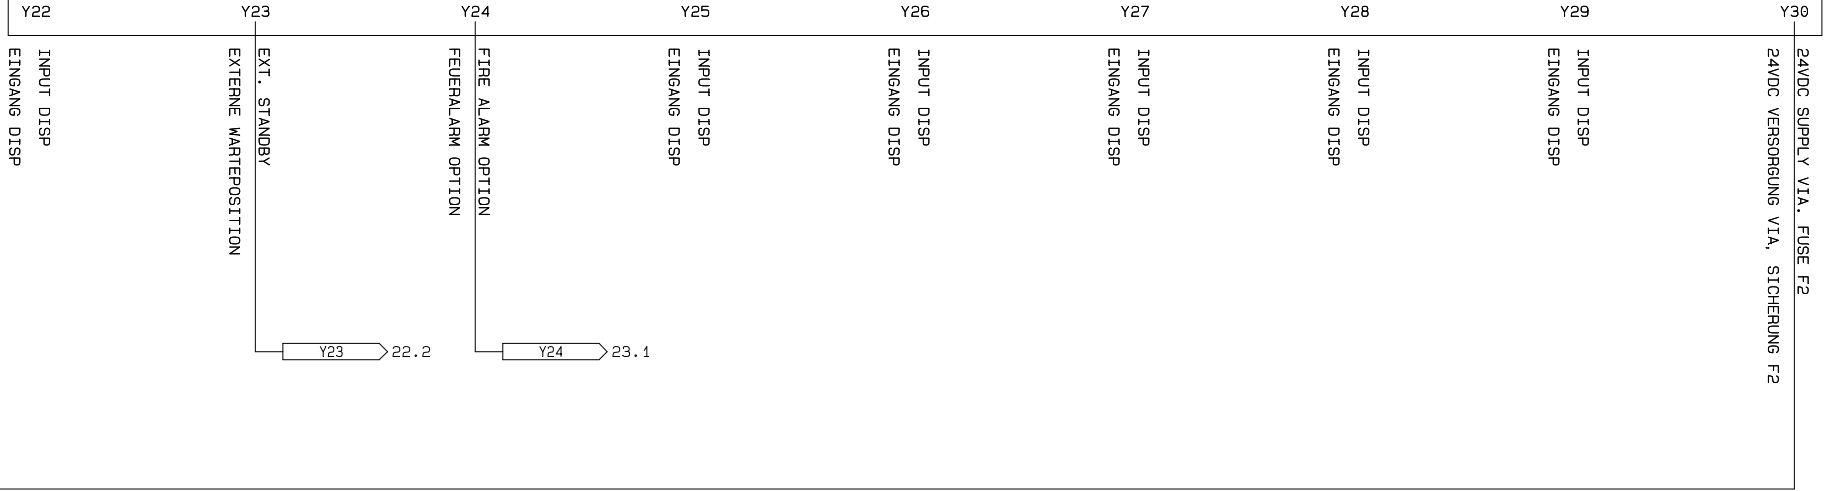 Y22
Y23
Y24
Y25
Y26
Y27
Y28
Y29
Y30
INPUT DISP
EINGANG DISP
EXT. STANDBY
EXTERNE WARTEPOSITION
FIRE ALARM OPTION
FEUERALARM OPTION
INPUT DISP
EINGANG DISP
INPUT DISP
EINGANG DISP
INPUT DISP
EINGANG DISP
INPUT DISP
EINGANG DISP
INPUT DISP
EINGANG DISP
24VDC SUPPLY VIA. FUSE F2
24VDC VERSORGUNG VIA, SICHERUNG F2
Y23 22.2
Y24 23.1